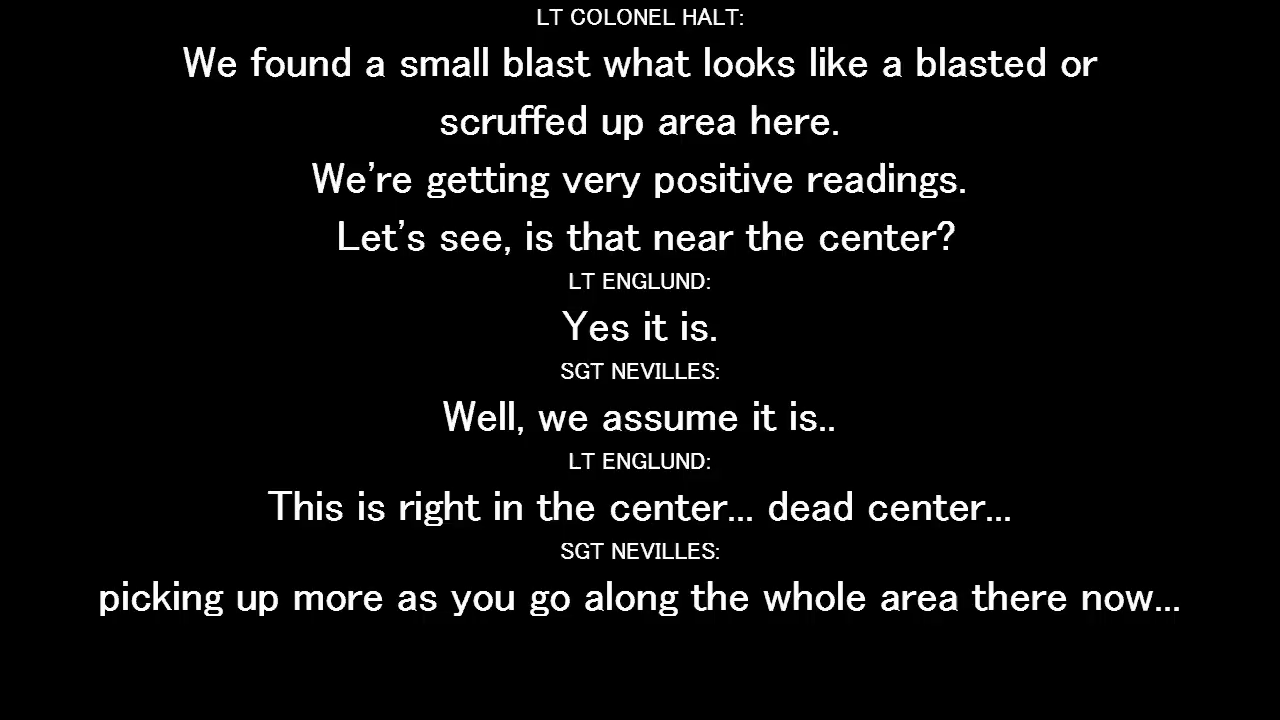 LT COLONEL HALT:
We found a small blast what looks like a blasted or
scruffed up area here.
We're getting very positive readings.
Let's see, is that near the center?
LT ENGLUND:
Yes it is.
SGT NEVILLES:
Well, we assume it is..
LT ENGLUND:
This is right in the center... dead center...
SGT NEVILLES:
picking up more as you go along the whole area there now...